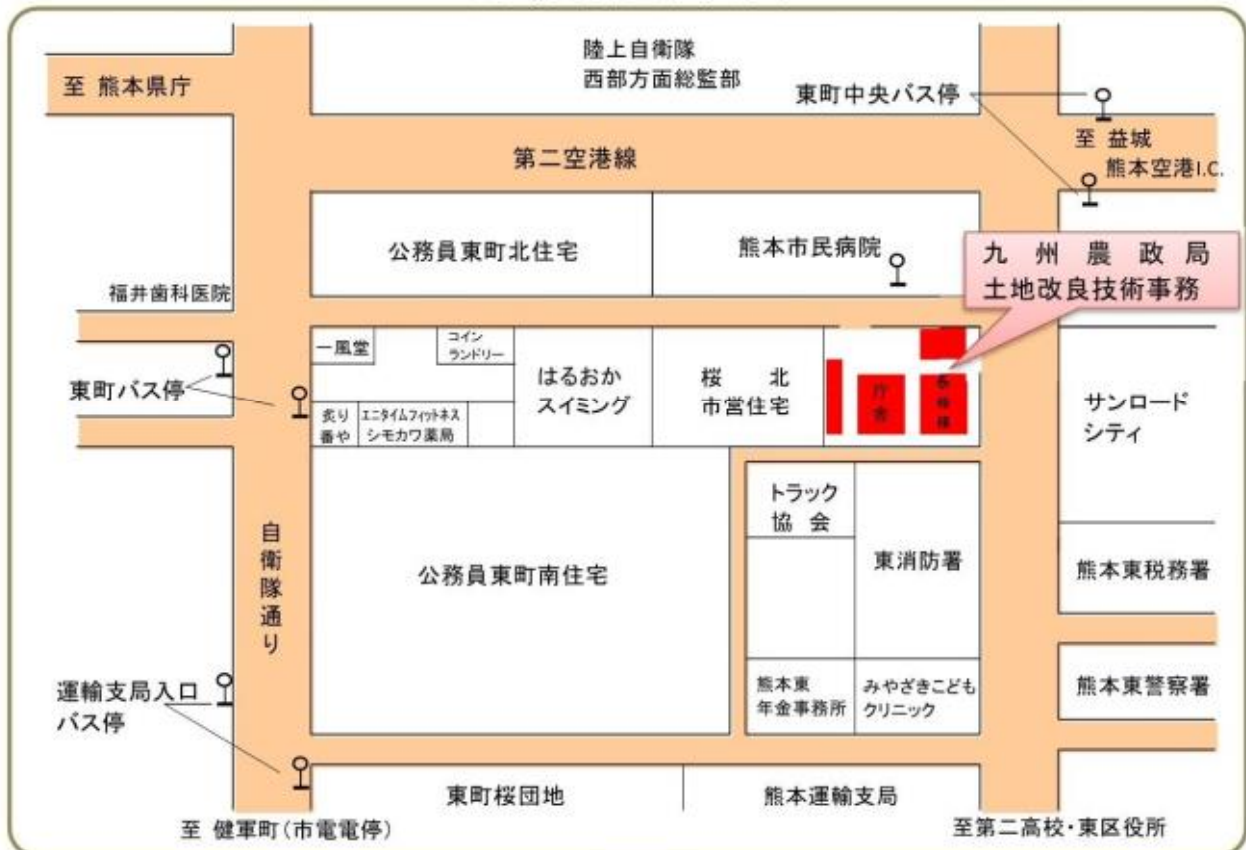 陸上自衛隊
西部方面総監部
至 熊本県庁
東町中央バス停
至 益城
熊本空港I.C.
第二空港線
公務員東町北住宅
熊本市民病院
九州農政局
土地改良技術事務
福井歯科医院
一風堂
コイン
ランドリー
はるおか
スイミング
桜 北
市営住宅
庁舎
東町バス停
炙り
番や
エニタイムフィットネス
シモカワ薬局
サンロード
シティ
トラック
協 会
自衛隊通り
公務員東町南住宅
東消防署
熊本東税務署
運輸支局入口
バス停
熊本東
年金事務所
みやざきこども
クリニック
熊本東警察署
東町桜団地
熊本運輸支局
至 健軍町(市電電停)
至第二高校・東区役所